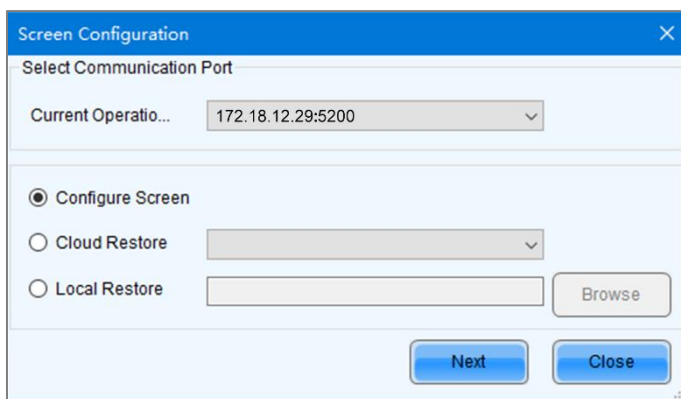 Screen Configuration
Select Communication Port
Current Operatio... 172.18.12.29:5200
Configure Screen
Cloud Restore
Local Restore Browse
Next Close